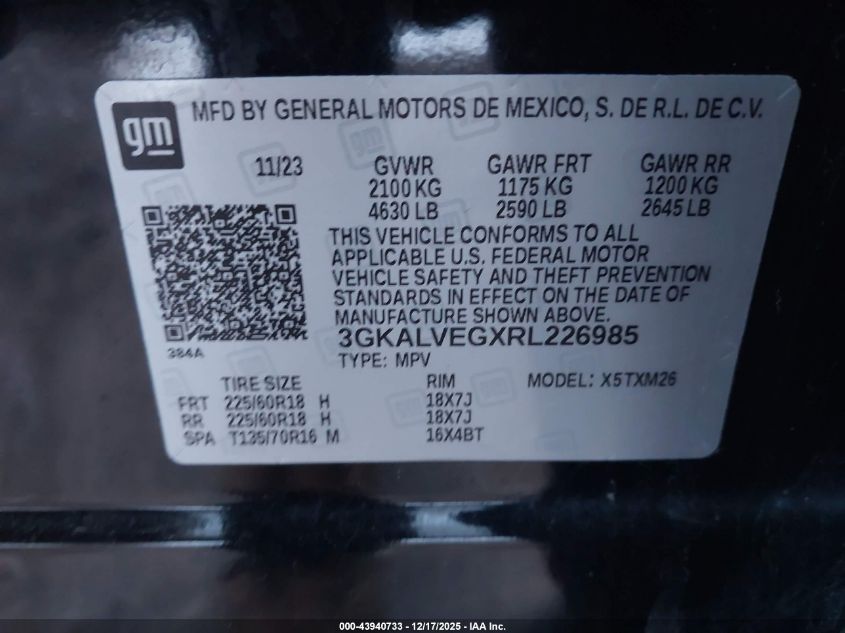 gm
MFD BY GENERAL MOTORS DE MEXICO, S. DE R.L. DE C.V.
11/23 GVWR GAWR FRT GAWR RR
2100 KG 1175 KG 1200 KG
4630 LB 2590 LB 2645 LB
THIS VEHICLE CONFORMS TO ALL
APPLICABLE U.S. FEDERAL MOTOR
VEHICLE SAFETY AND THEFT PREVENTION
STANDARDS IN EFFECT ON THE DATE OF
MANUFACTURE SHOWN ABOVE.
3GKALVEGXRL226985
384A
TYPE: MPV
TIRE SIZE RIM MODEL: X5TXM26
FRT 225/60R18 H 18X7J
RR 225/60R18 H 18X7J
SPA T135/70R16 M 16X4BT
000-43940733 - 12/17/2025 - IAA Inc.